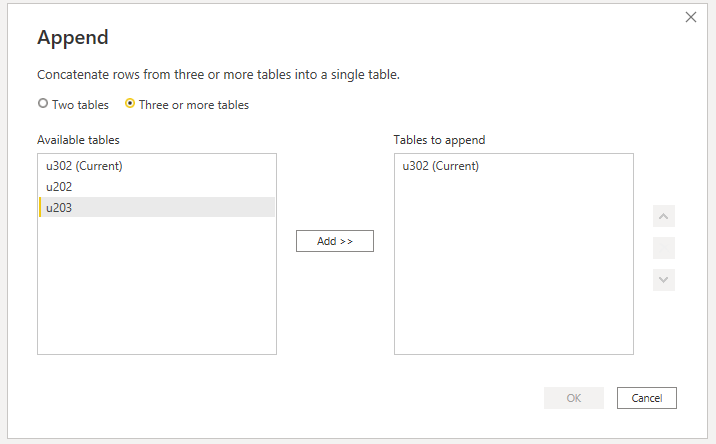 Append
Concatenate rows from three or more tables into a single table.
Two tables Three or more tables
Available tables
u302 (Current)
u202
u203
Add >>
Tables to append
u302 (Current)
OK Cancel